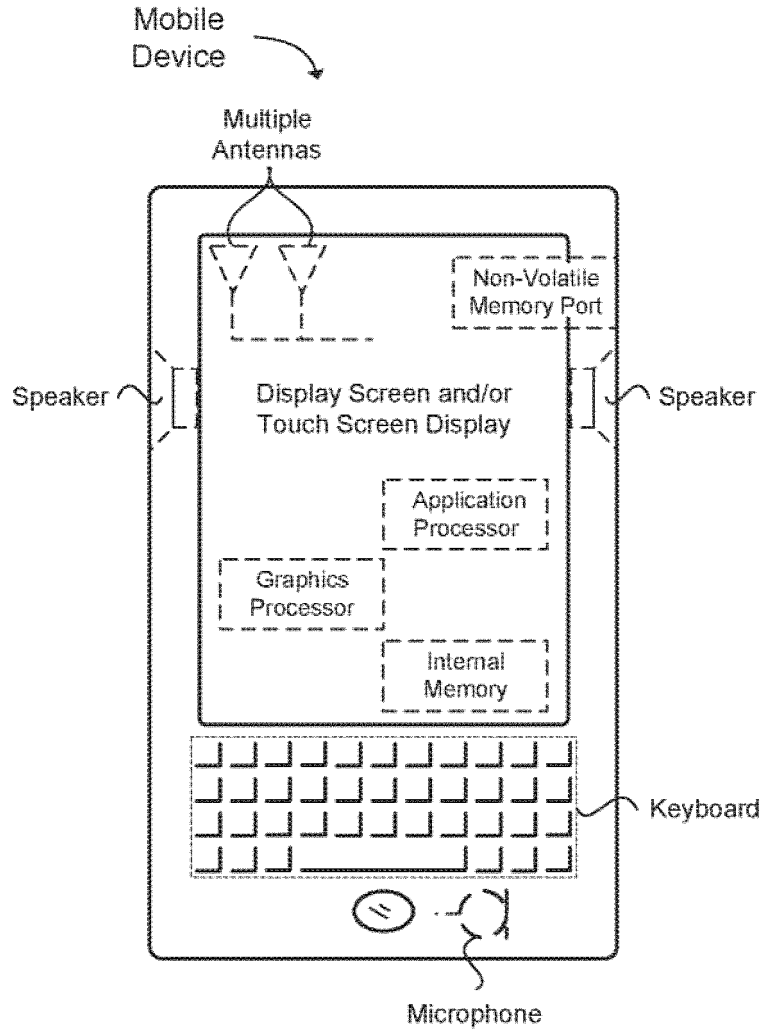 Mobile
Device
Multiple
Antennas
Non-Volatile
Memory Port
Speaker
Display Screen and/or
Touch Screen Display
Speaker
Application
Processor
Graphics
Processor
Internal
Memory
Keyboard
Microphone